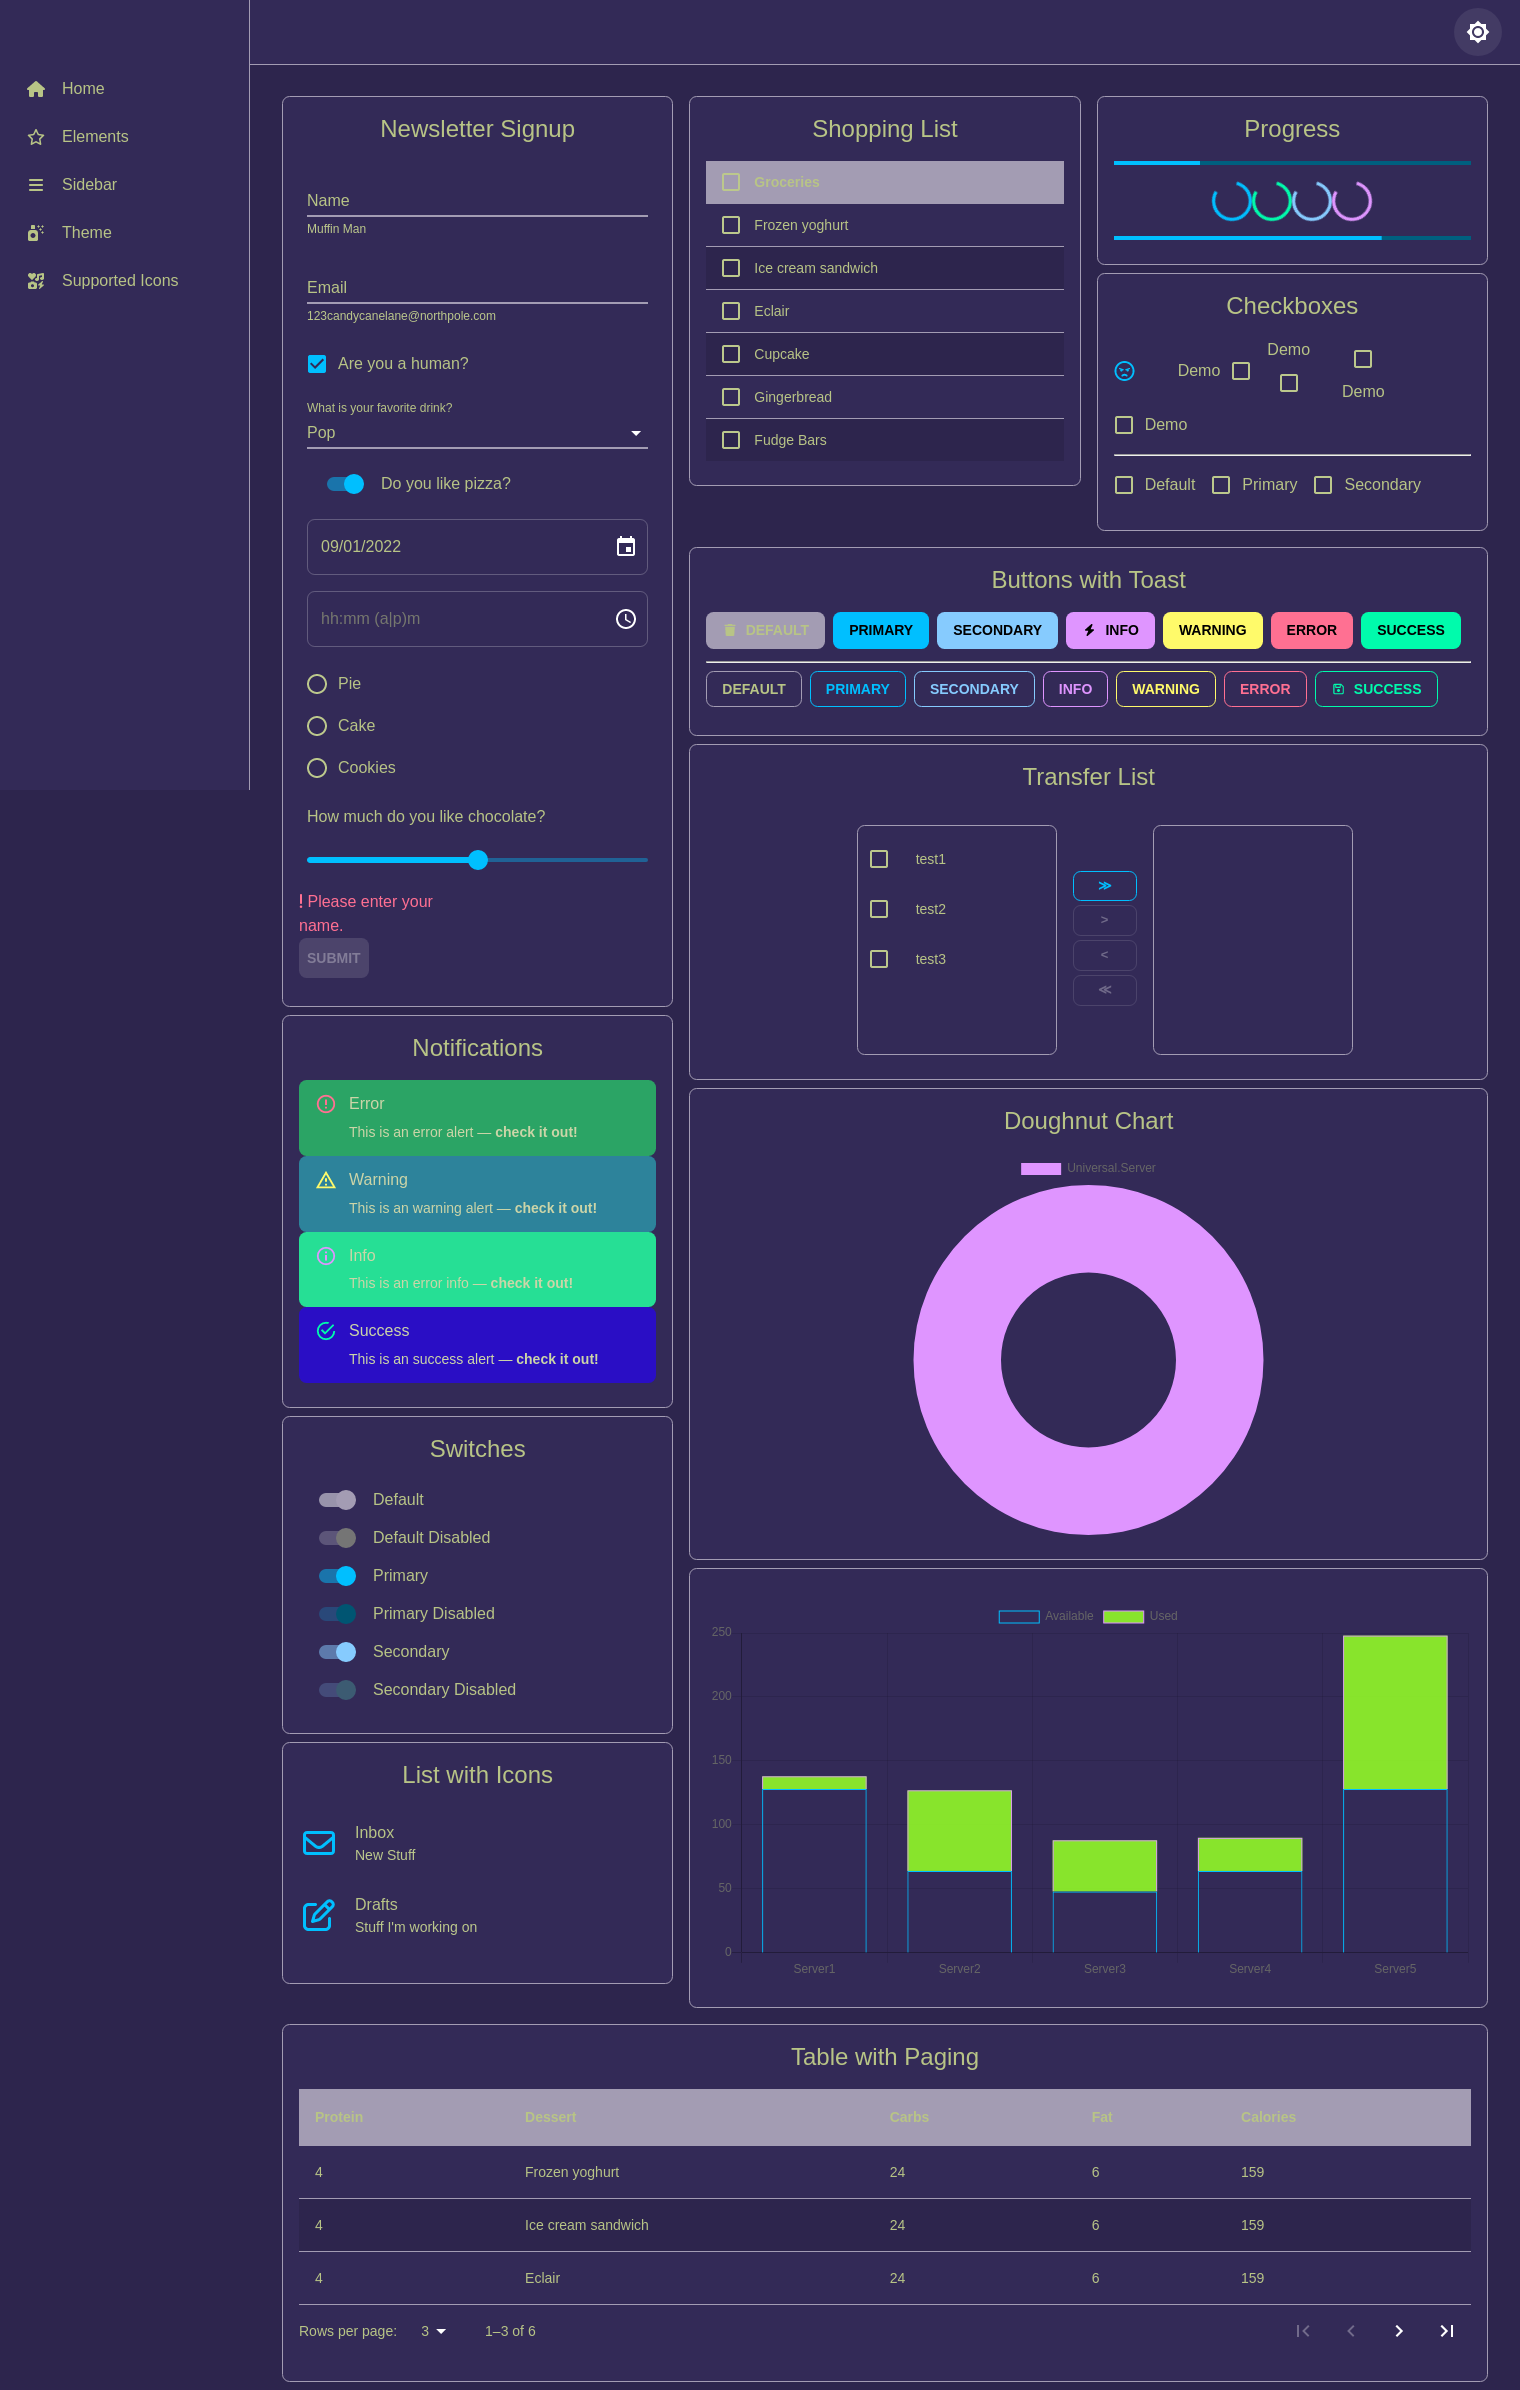 Home
Elements
Sidebar
Theme
Supported Icons
Newsletter Signup
Name
Muffin Man
Email
123candycanelane@northpole.com
Are you a human?
What is your favorite drink?
Pop
Do you like pizza?
09/01/2022
hh:mm (a|p)m
Pie
Cake
Cookies
How much do you like chocolate?
! Please enter your
name.
SUBMIT
Notifications
Error
This is an error alert — check it out!
Warning
This is an warning alert — check it out!
Info
This is an error info — check it out!
Success
This is an success alert — check it out!
Switches
Default
Default Disabled
Primary
Primary Disabled
Secondary
Secondary Disabled
List with Icons
Inbox
New Stuff
Drafts
Stuff I'm working on
Shopping List
Groceries
Frozen yoghurt
Ice cream sandwich
Eclair
Cupcake
Gingerbread
Fudge Bars
Progress
Checkboxes
Demo
Demo
Demo
Demo
Default Primary Secondary
Buttons with Toast
DEFAULT PRIMARY SECONDARY INFO WARNING ERROR SUCCESS
DEFAULT PRIMARY SECONDARY INFO WARNING ERROR SUCCESS
Transfer List
test1
test2
test3
≫
>
<
≪
Doughnut Chart
Universal.Server
Available Used
250
200
150
100
50
0
Server1 Server2 Server3 Server4 Server5
Table with Paging
Protein Dessert Carbs Fat Calories
4 Frozen yoghurt 24 6 159
4 Ice cream sandwich 24 6 159
4 Eclair 24 6 159
Rows per page: 3 1–3 of 6